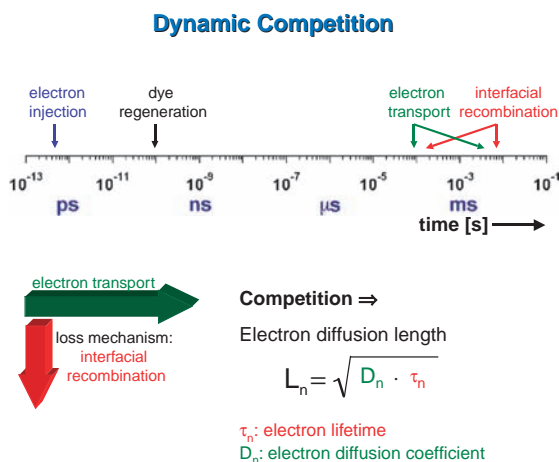 Dynamic Competition
electron injection
dye regeneration
electron transport
interfacial recombination
10⁻¹³ 10⁻¹¹ 10⁻⁹ 10⁻⁷ 10⁻⁵ 10⁻³ 10⁻¹
ps ns μs ms
time [s]
electron transport
loss mechanism:
interfacial
recombination
Competition ⇒
Electron diffusion length
Lₙ = √Dₙ · τₙ
τₙ: electron lifetime
Dₙ: electron diffusion coefficient